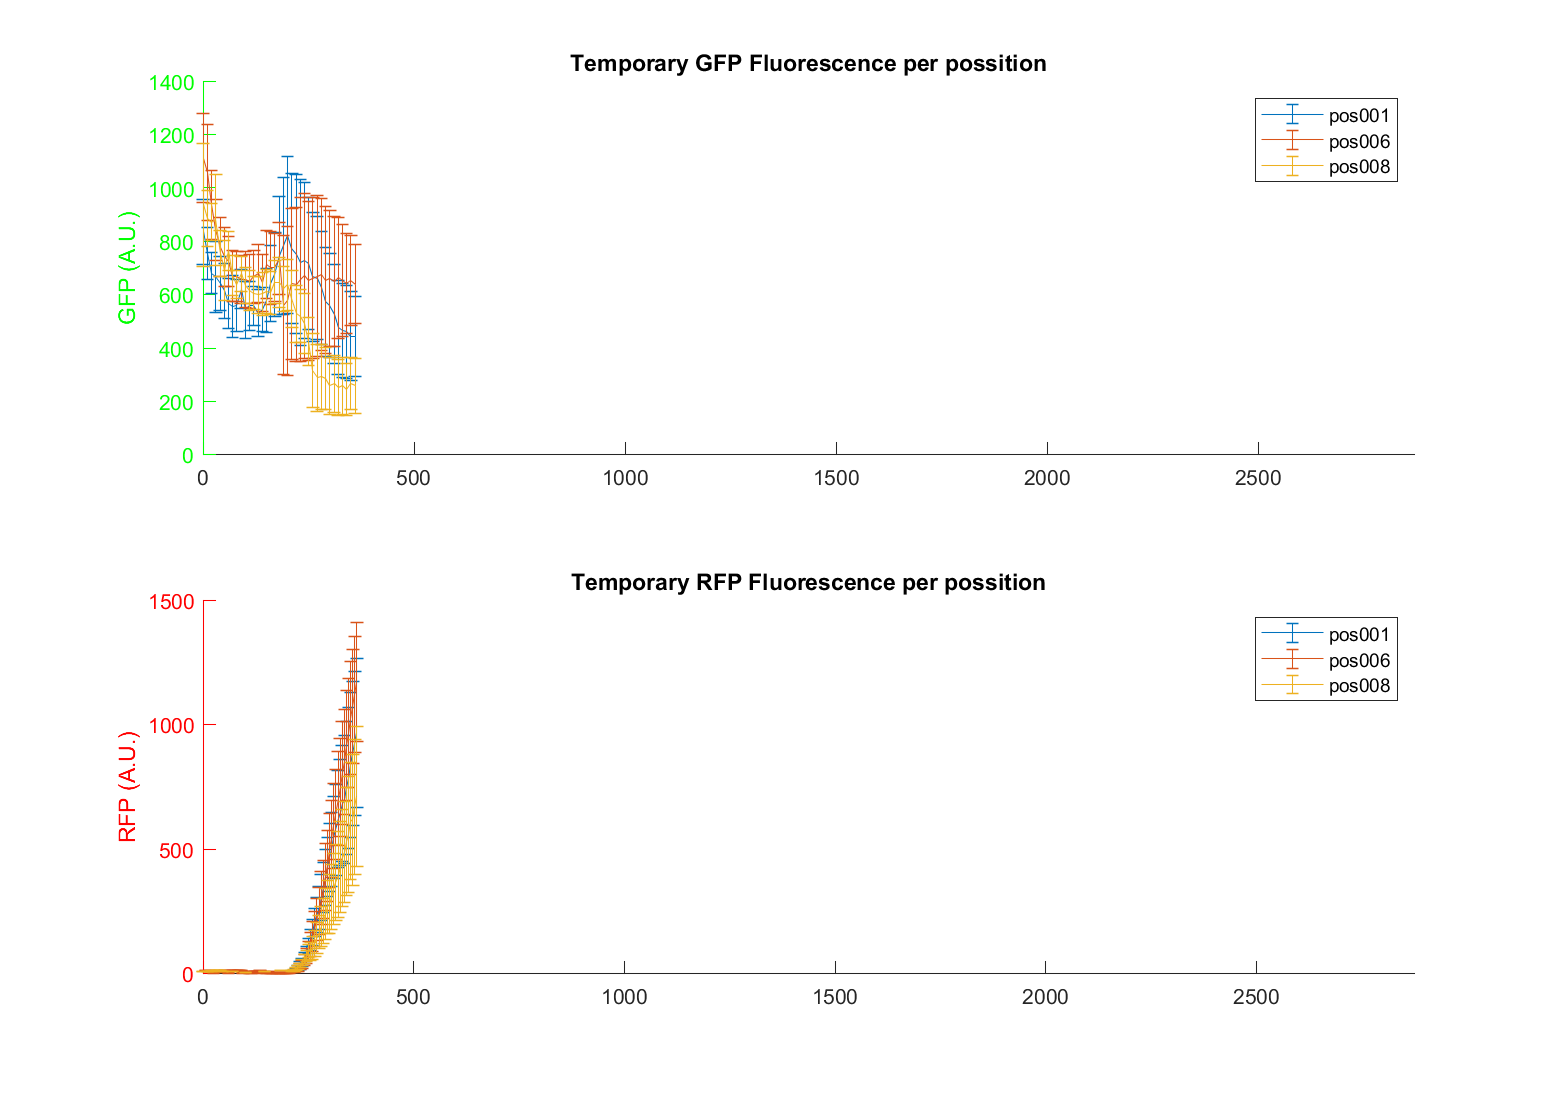 Temporary GFP Fluorescence per possition
1400
1200
1000
800
600
400
200
0
GFP (A.U.)
pos001
pos006
pos008
0 500 1000 1500 2000 2500
Temporary RFP Fluorescence per possition
1500
1000
500
0
RFP (A.U.)
pos001
pos006
pos008
0 500 1000 1500 2000 2500